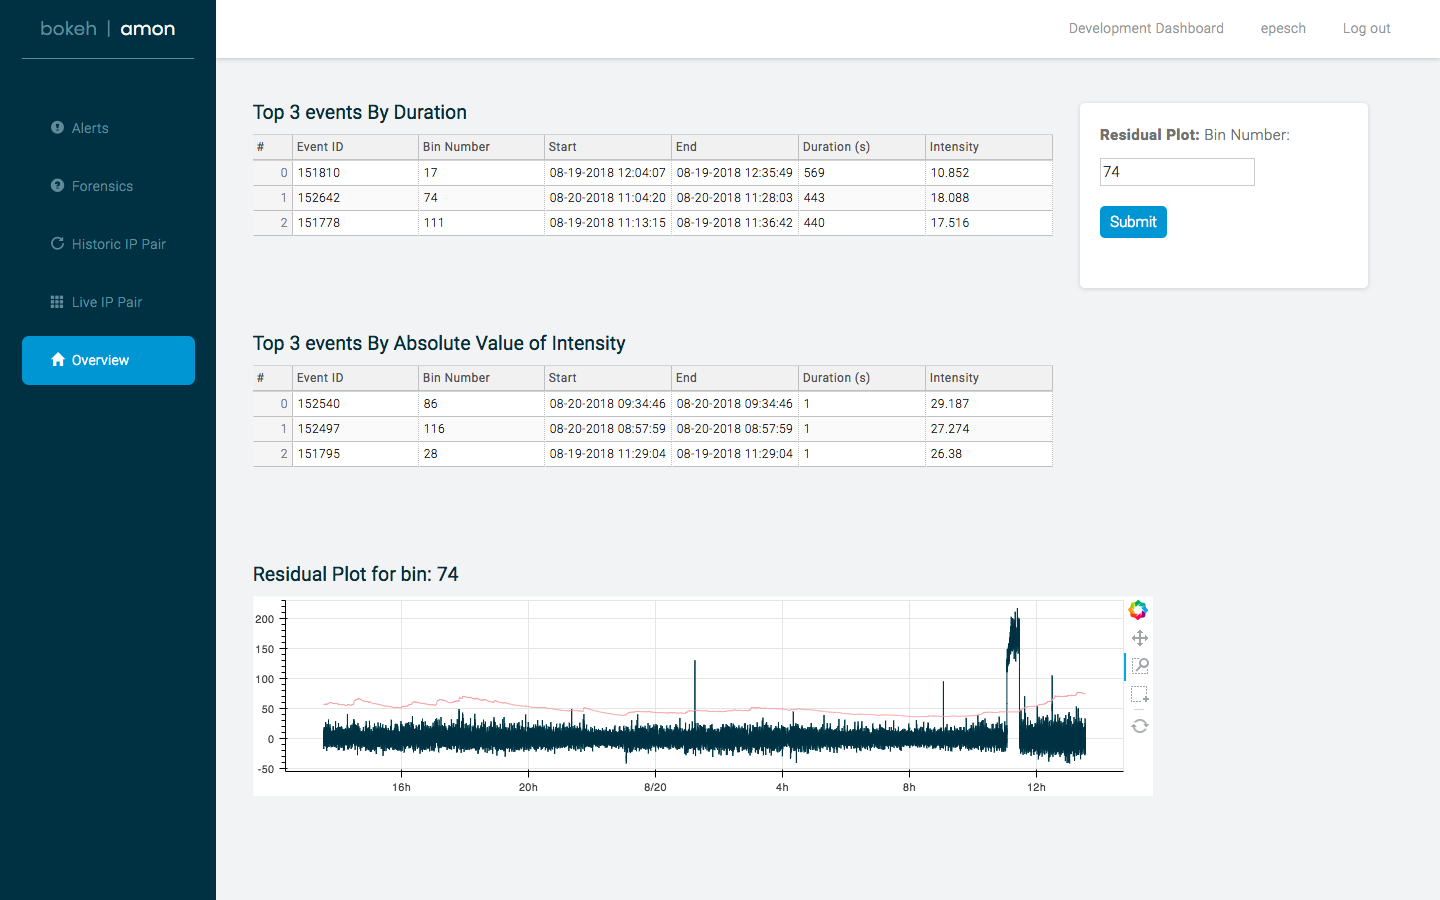 bokeh | amon
Development Dashboard epesch Log out
Alerts
Forensics
Historic IP Pair
Live IP Pair
Overview
Top 3 events By Duration
# Event ID Bin Number Start End Duration (s) Intensity
0 151810 17 08-19-2018 12:04:07 08-19-2018 12:35:49 569 10.852
1 152642 74 08-20-2018 11:04:20 08-20-2018 11:28:03 443 18.088
2 151778 111 08-19-2018 11:13:15 08-19-2018 11:36:42 440 17.516
Residual Plot: Bin Number:
74
Submit
Top 3 events By Absolute Value of Intensity
# Event ID Bin Number Start End Duration (s) Intensity
0 152540 86 08-20-2018 09:34:46 08-20-2018 09:34:46 1 29.187
1 152497 116 08-20-2018 08:57:59 08-20-2018 08:57:59 1 27.274
2 151795 28 08-19-2018 11:29:04 08-19-2018 11:29:04 1 26.38
Residual Plot for bin: 74
200
150
100
50
0
-50
16h 20h 8/20 4h 8h 12h